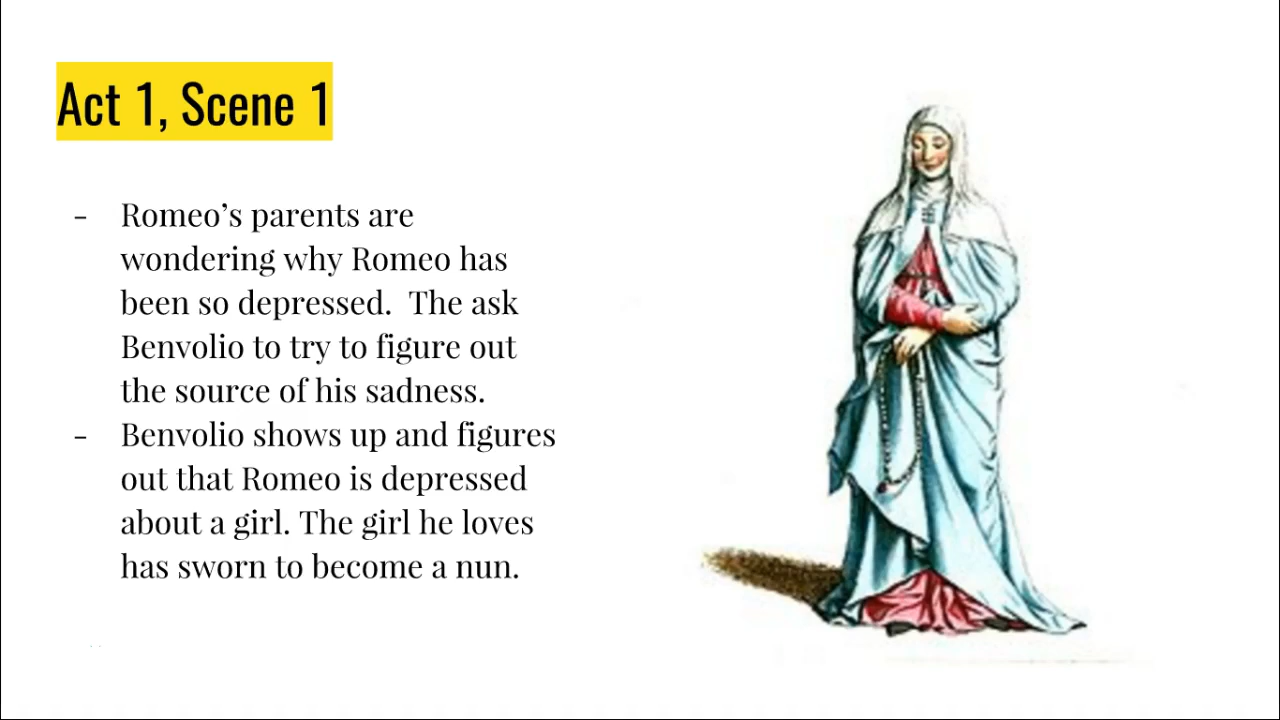 Act 1, Scene 1
- Romeo’s parents are
wondering why Romeo has
been so depressed.  The ask
Benvolio to try to figure out
the source of his sadness.
- Benvolio shows up and figures
out that Romeo is depressed
about a girl. The girl he loves
has sworn to become a nun.